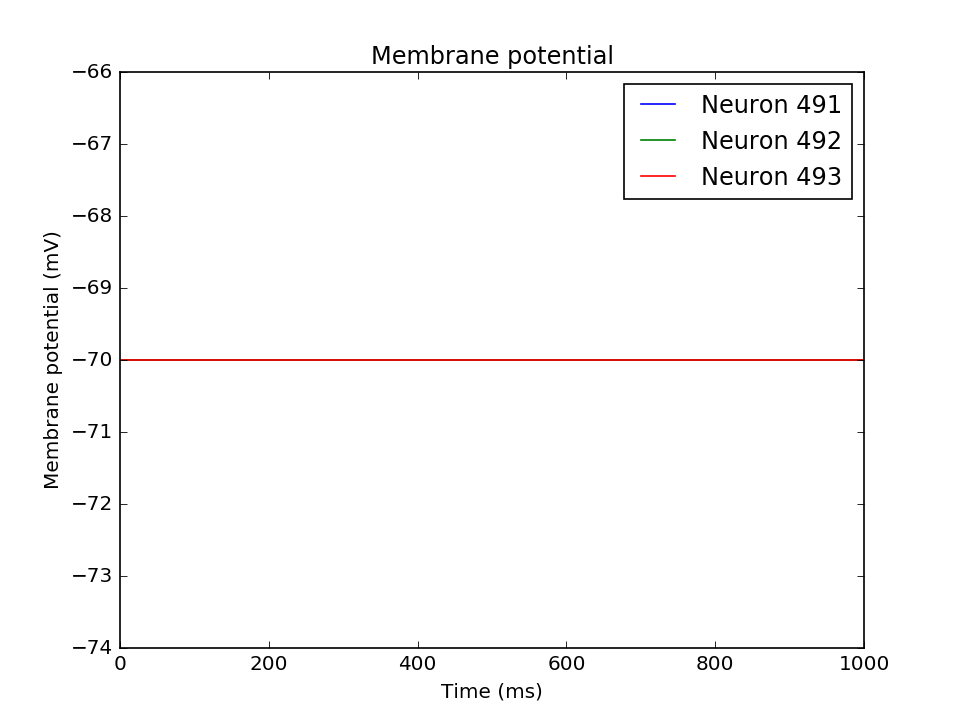 Membrane potential
Neuron 491
Neuron 492
Neuron 493
−66
−67
−68
−69
−70
−71
−72
−73
−74
Membrane potential (mV)
0 200 400 600 800 1000
Time (ms)